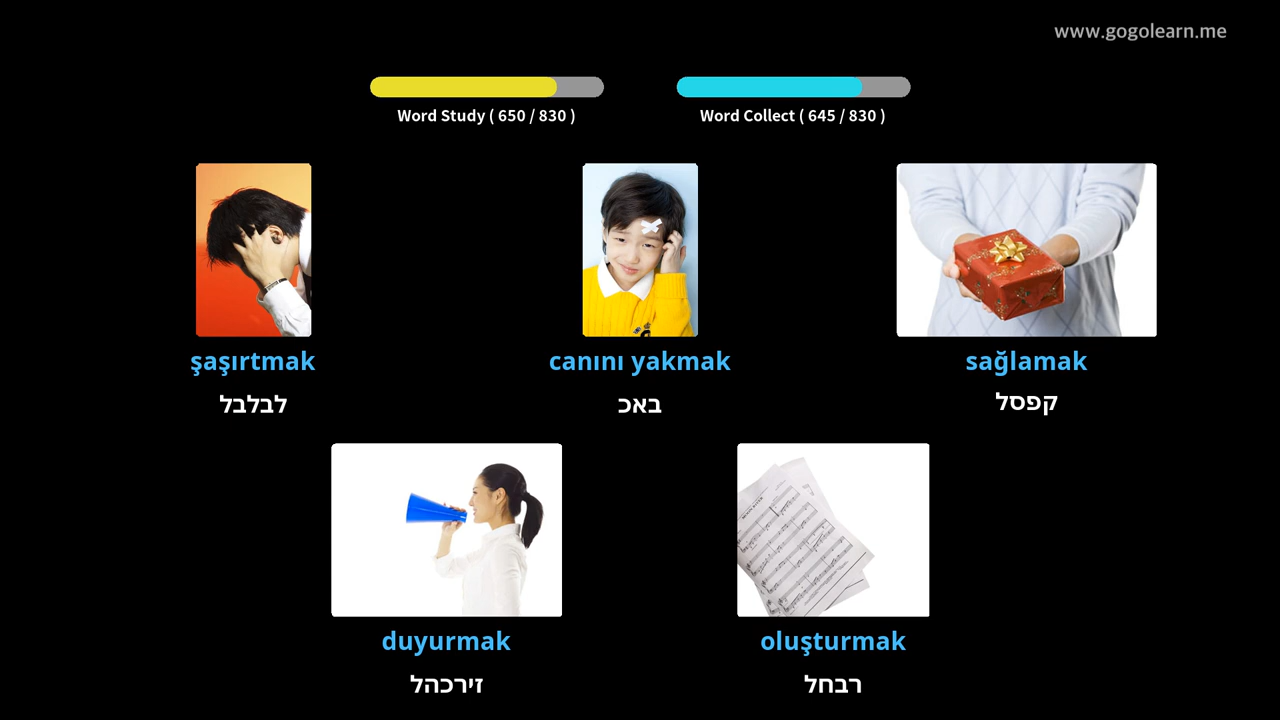 www.gogolearn.me
Word Study ( 650 / 830 )
Word Collect ( 645 / 830 )
şaşırtmak
לבלבל
canını yakmak
באכ
sağlamak
קפסל
duyurmak
זירכהל
oluşturmak
רבחל